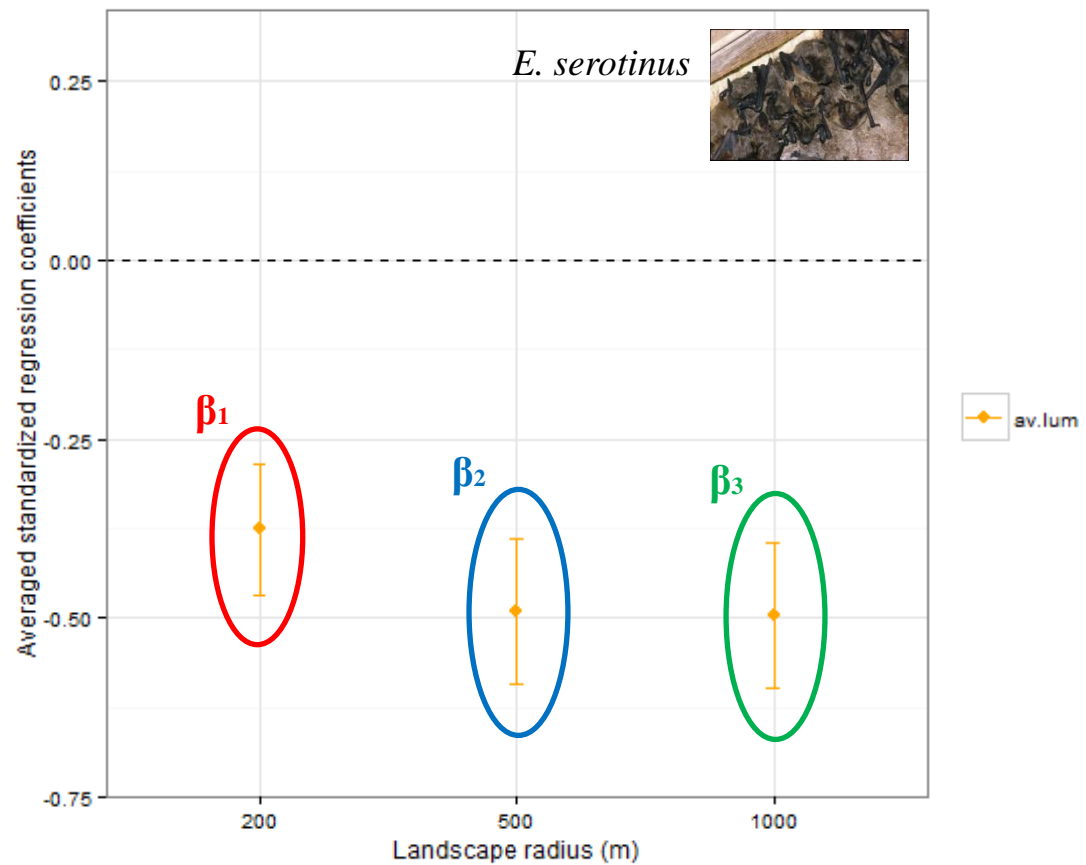 E. serotinus
0.25
0.00
-0.25
-0.50
-0.75
Averaged standardized regression coefficients
β1
β2
β3
av.lum
200
500
1000
Landscape radius (m)